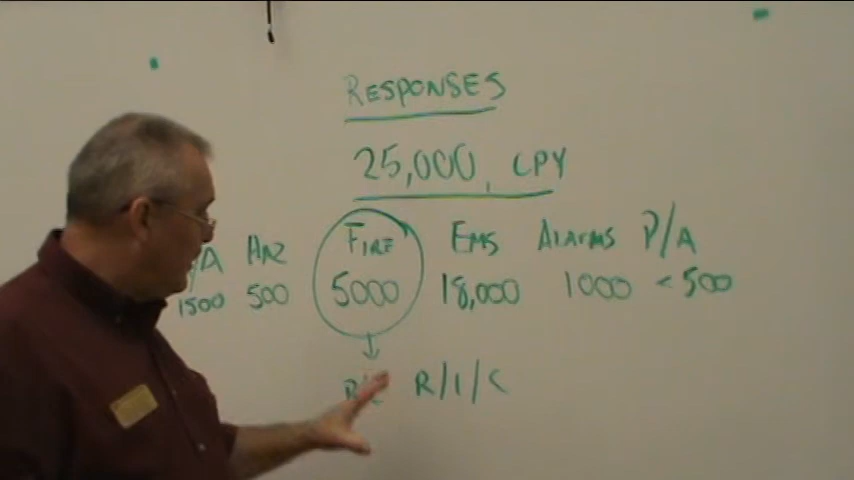 RESPONSES
25,000 CPY
/A HAZ FIRE EMS ALARMS P/A
1500 500 5000 18,000 1000 < 500
R/I/C